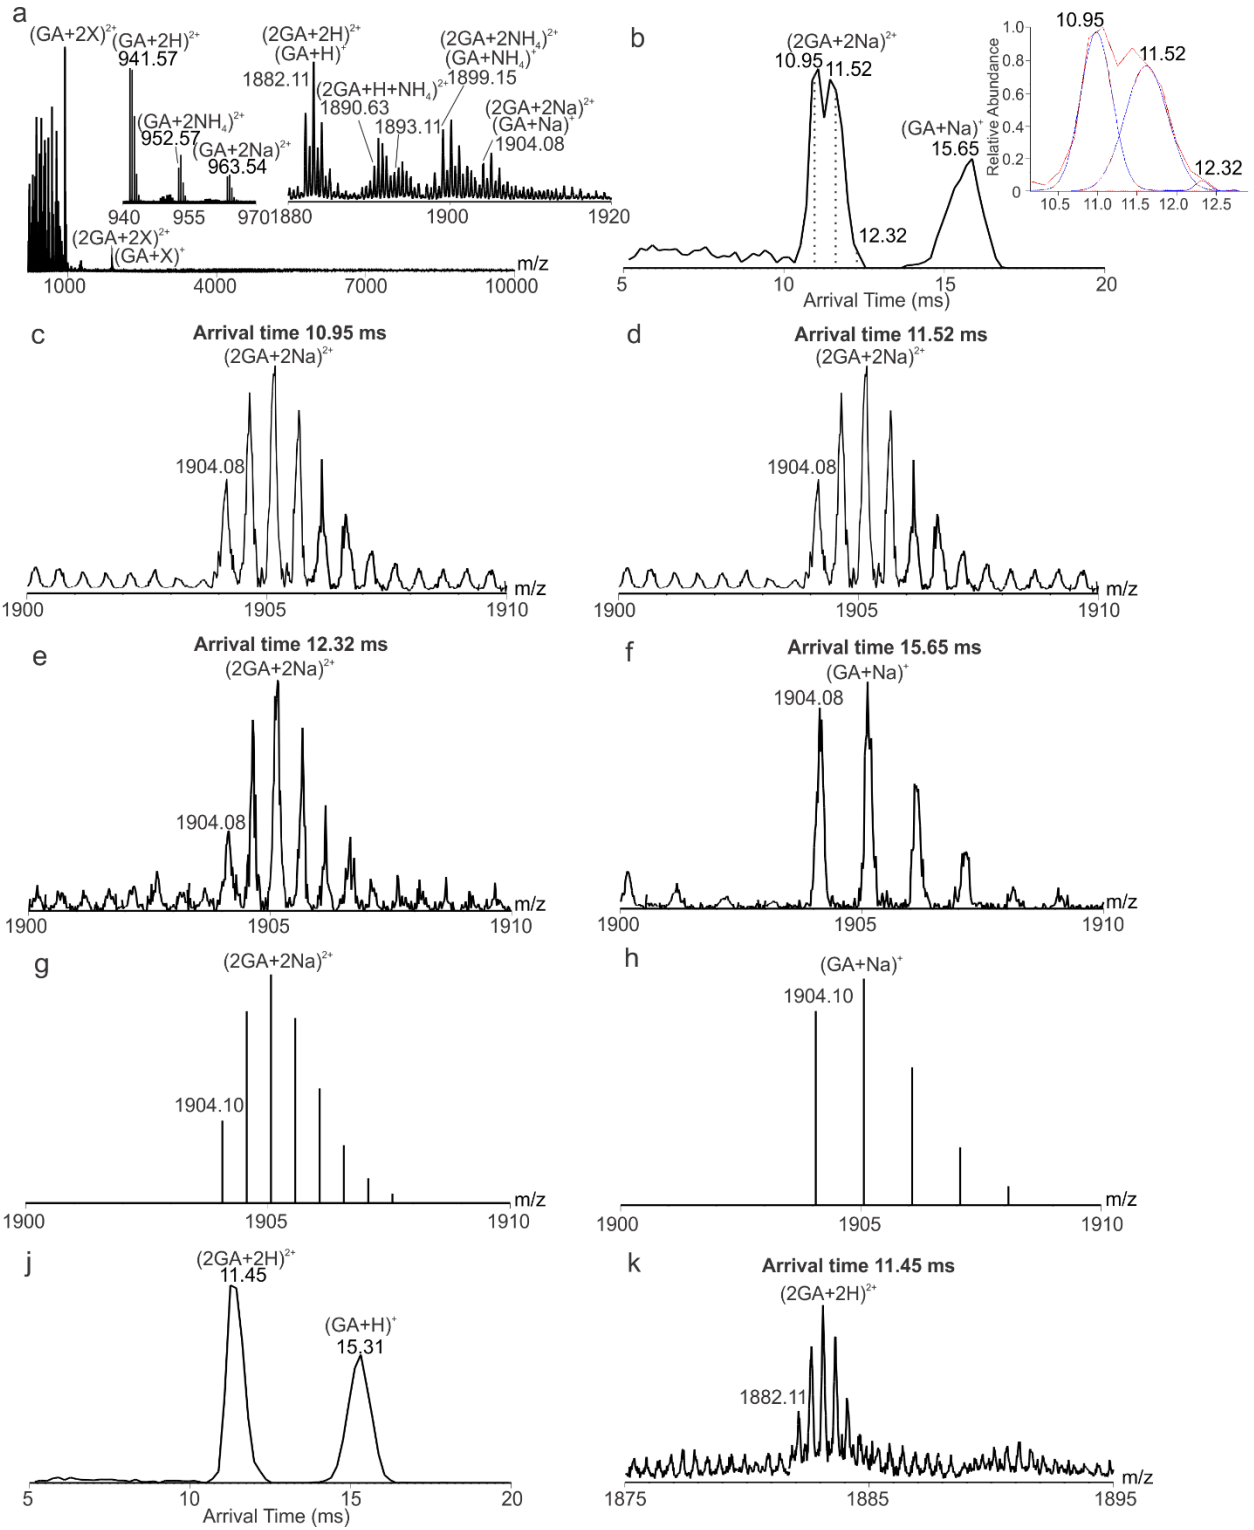 a
(GA+2X)²⁺
(GA+2H)²⁺
941.57
(GA+2NH₄)²⁺
952.57
(GA+2Na)²⁺
963.54
940 955 970
(2GA+2H)²⁺
(GA+H)⁺
1882.11
(2GA+H+NH₄)²⁺
1890.63
1893.11
(2GA+2NH₄)²⁺
(GA+NH₄)⁺
1899.15
(2GA+2Na)²⁺
(GA+Na)⁺
1904.08
1880 1900 1920
(2GA+2X)²⁺
(GA+X)⁺
m/z
1000 4000 7000 10000
b
(2GA+2Na)²⁺
10.95 11.52
12.32
(GA+Na)⁺
15.65
5 10 15 20
Arrival Time (ms)
10.95
11.52
12.32
Relative Abundance
1.0
0.8
0.6
0.4
0.2
0
10.5 11.0 11.5 12.0 12.5
c
Arrival time 10.95 ms
(2GA+2Na)²⁺
1904.08
m/z
1900 1905 1910
d
Arrival time 11.52 ms
(2GA+2Na)²⁺
1904.08
m/z
1900 1905 1910
e
Arrival time 12.32 ms
(2GA+2Na)²⁺
1904.08
m/z
1900 1905 1910
f
Arrival time 15.65 ms
(GA+Na)⁺
1904.08
m/z
1900 1905 1910
g
(2GA+2Na)²⁺
1904.10
m/z
1900 1905 1910
h
(GA+Na)⁺
1904.10
m/z
1900 1905 1910
j
(2GA+2H)²⁺
11.45
(GA+H)⁺
15.31
5 10 15 20
Arrival Time (ms)
k
Arrival time 11.45 ms
(2GA+2H)²⁺
1882.11
m/z
1875 1885 1895